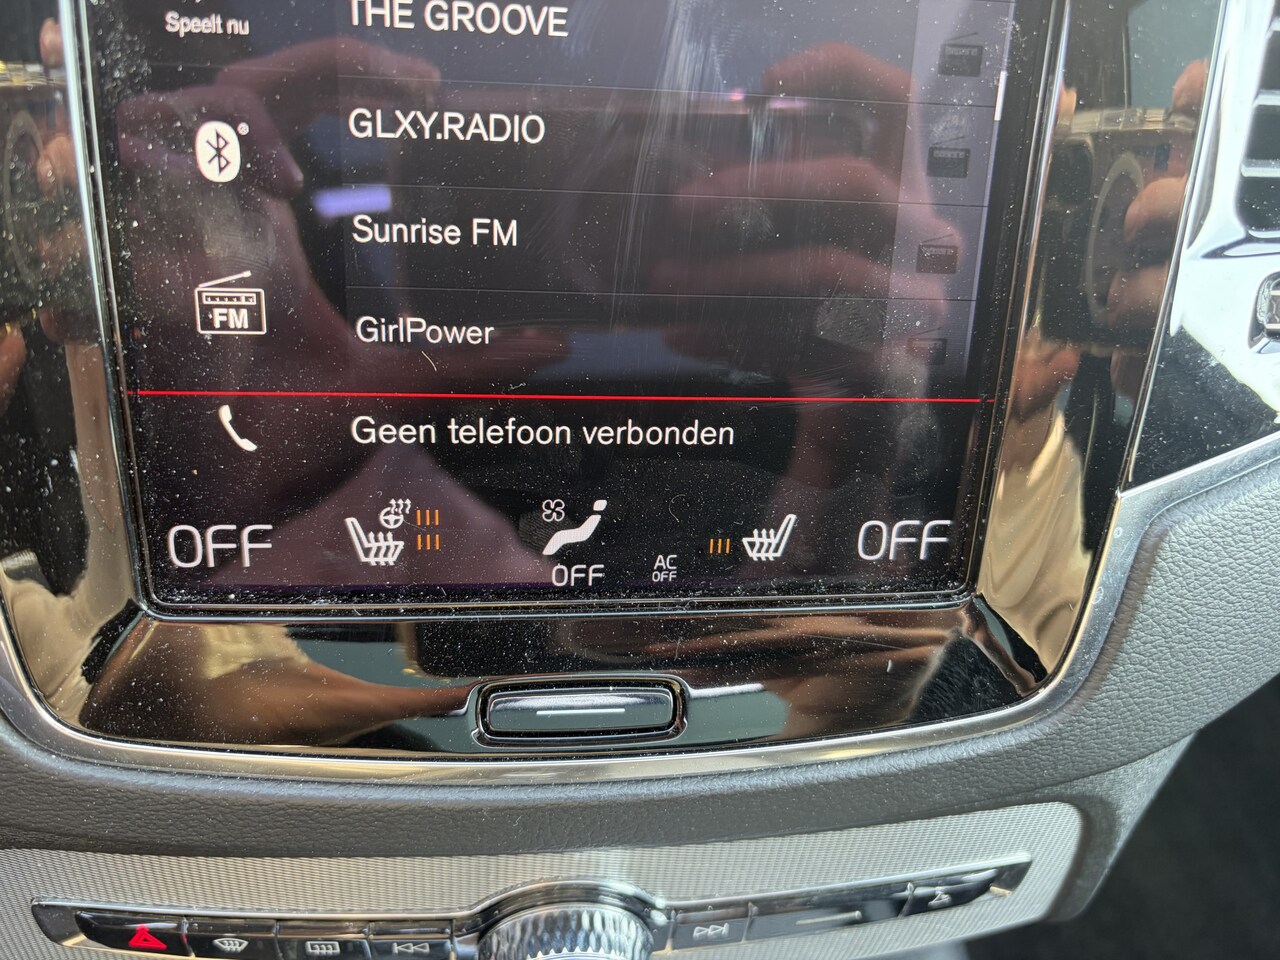 Speelt nu
THE GROOVE
GLXY.RADIO
Sunrise FM
FM
GirlPower
Geen telefoon verbonden
OFF
OFF
AC
OFF
OFF